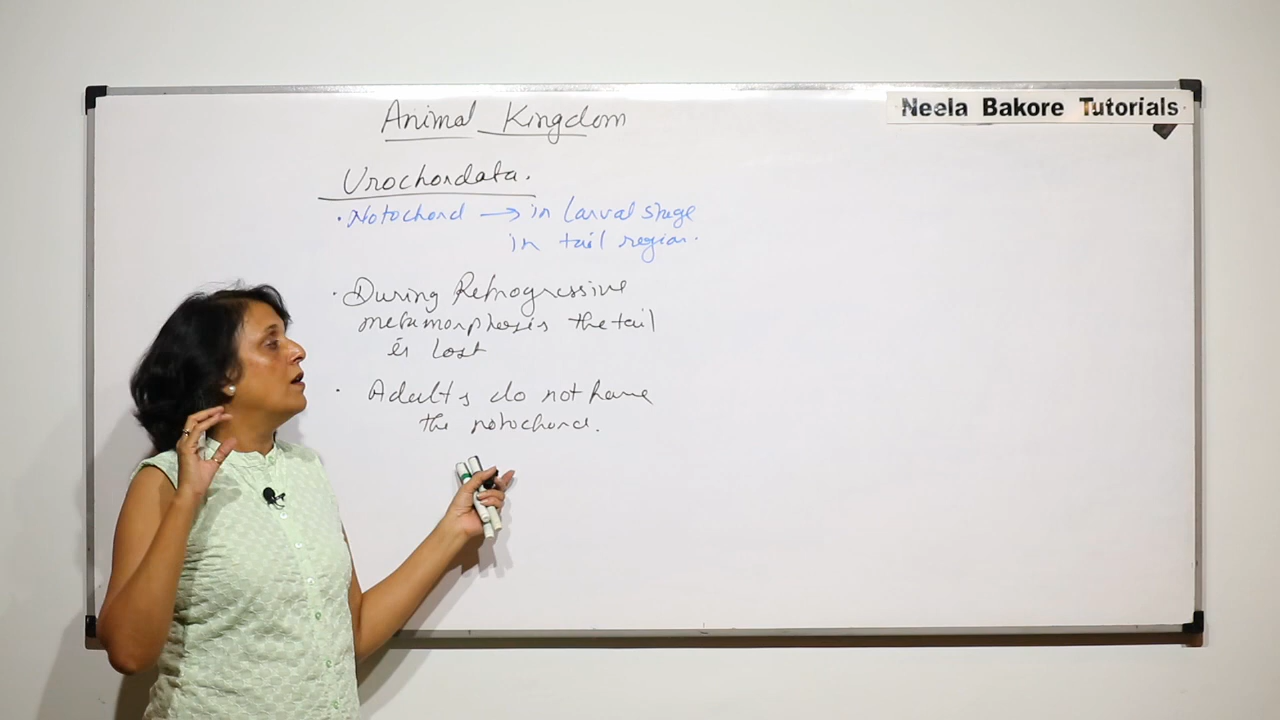 Animal Kingdom
Neela Bakore Tutorials
Urochordata.
· Notochord → in larval stage
in tail region.
· During Retrogressive
metamorphosis the tail
is lost
· Adults do not have
the notochord.